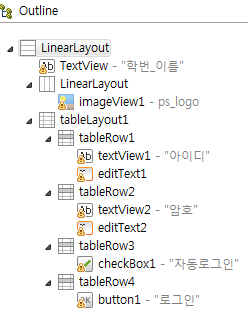 Outline
LinearLayout
TextView - "학번_이름"
LinearLayout
imageView1 - ps_logo
tableLayout1
tableRow1
textView1 - "아이디"
editText1
tableRow2
textView2 - "암호"
editText2
tableRow3
checkBox1 - "자동로그인"
tableRow4
button1 - "로그인"